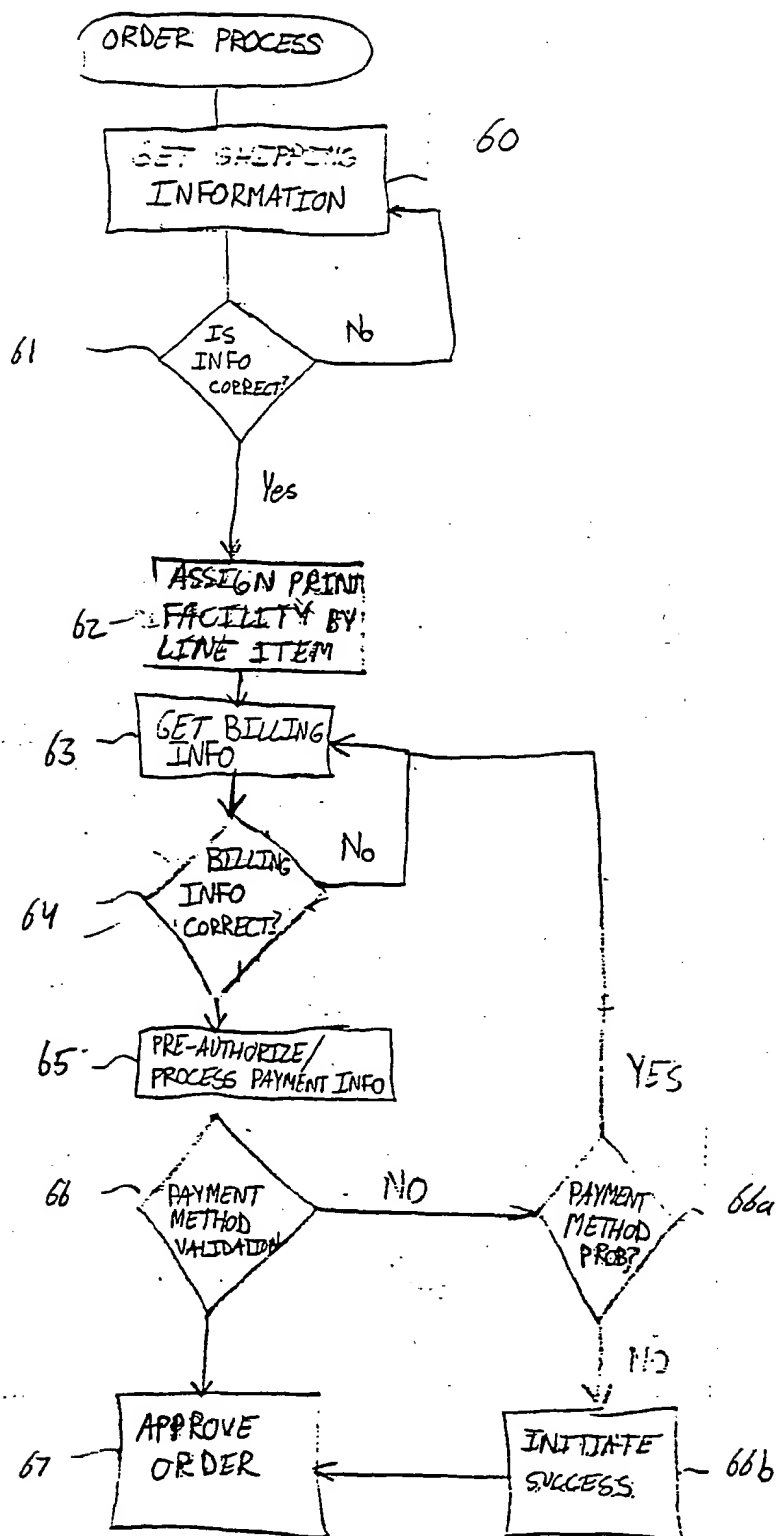 ORDER PROCESS
GET SHIPPING
INFORMATION
60
IS
INFO
CORRECT?
No
61
Yes
ASSIGN PRINT
FACILITY BY
LINE ITEM
62
GET BILLING
INFO
63
BILLING
INFO
CORRECT?
No
64
PRE-AUTHORIZE/
PROCESS PAYMENT INFO
65
YES
PAYMENT
METHOD
VALIDATION
66
NO
PAYMENT
METHOD
PROB?
66a
NO
APPROVE
ORDER
67
INITIATE
SUCCESS
66b